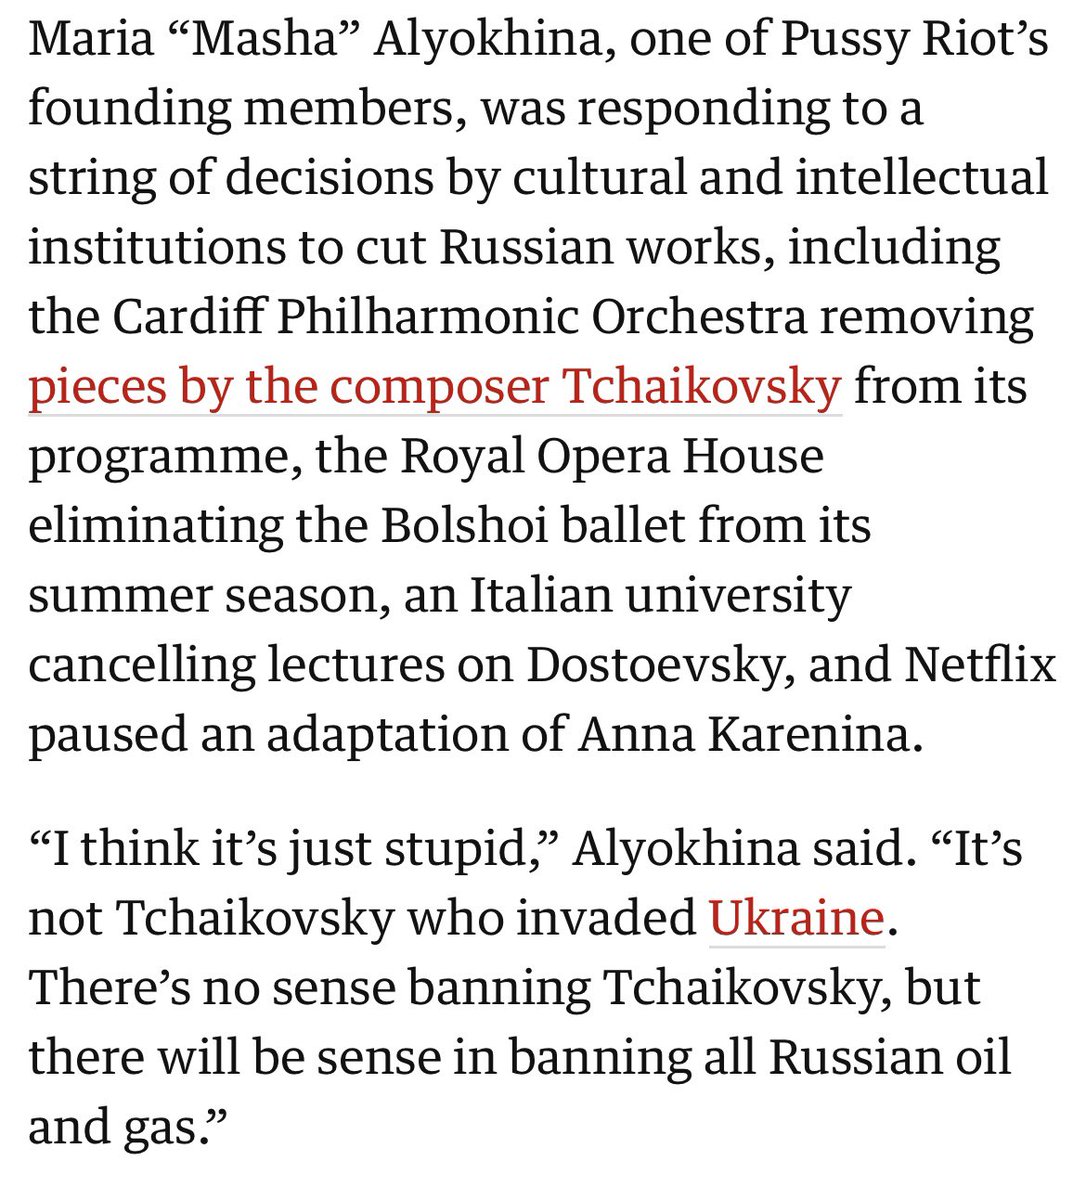 Maria “Masha” Alyokhina, one of Pussy Riot’s
founding members, was responding to a
string of decisions by cultural and intellectual
institutions to cut Russian works, including
the Cardiff Philharmonic Orchestra removing
pieces by the composer Tchaikovsky from its
programme, the Royal Opera House
eliminating the Bolshoi ballet from its
summer season, an Italian university
cancelling lectures on Dostoevsky, and Netflix
paused an adaptation of Anna Karenina.
“I think it’s just stupid,” Alyokhina said. “It’s
not Tchaikovsky who invaded Ukraine.
There’s no sense banning Tchaikovsky, but
there will be sense in banning all Russian oil
and gas.”